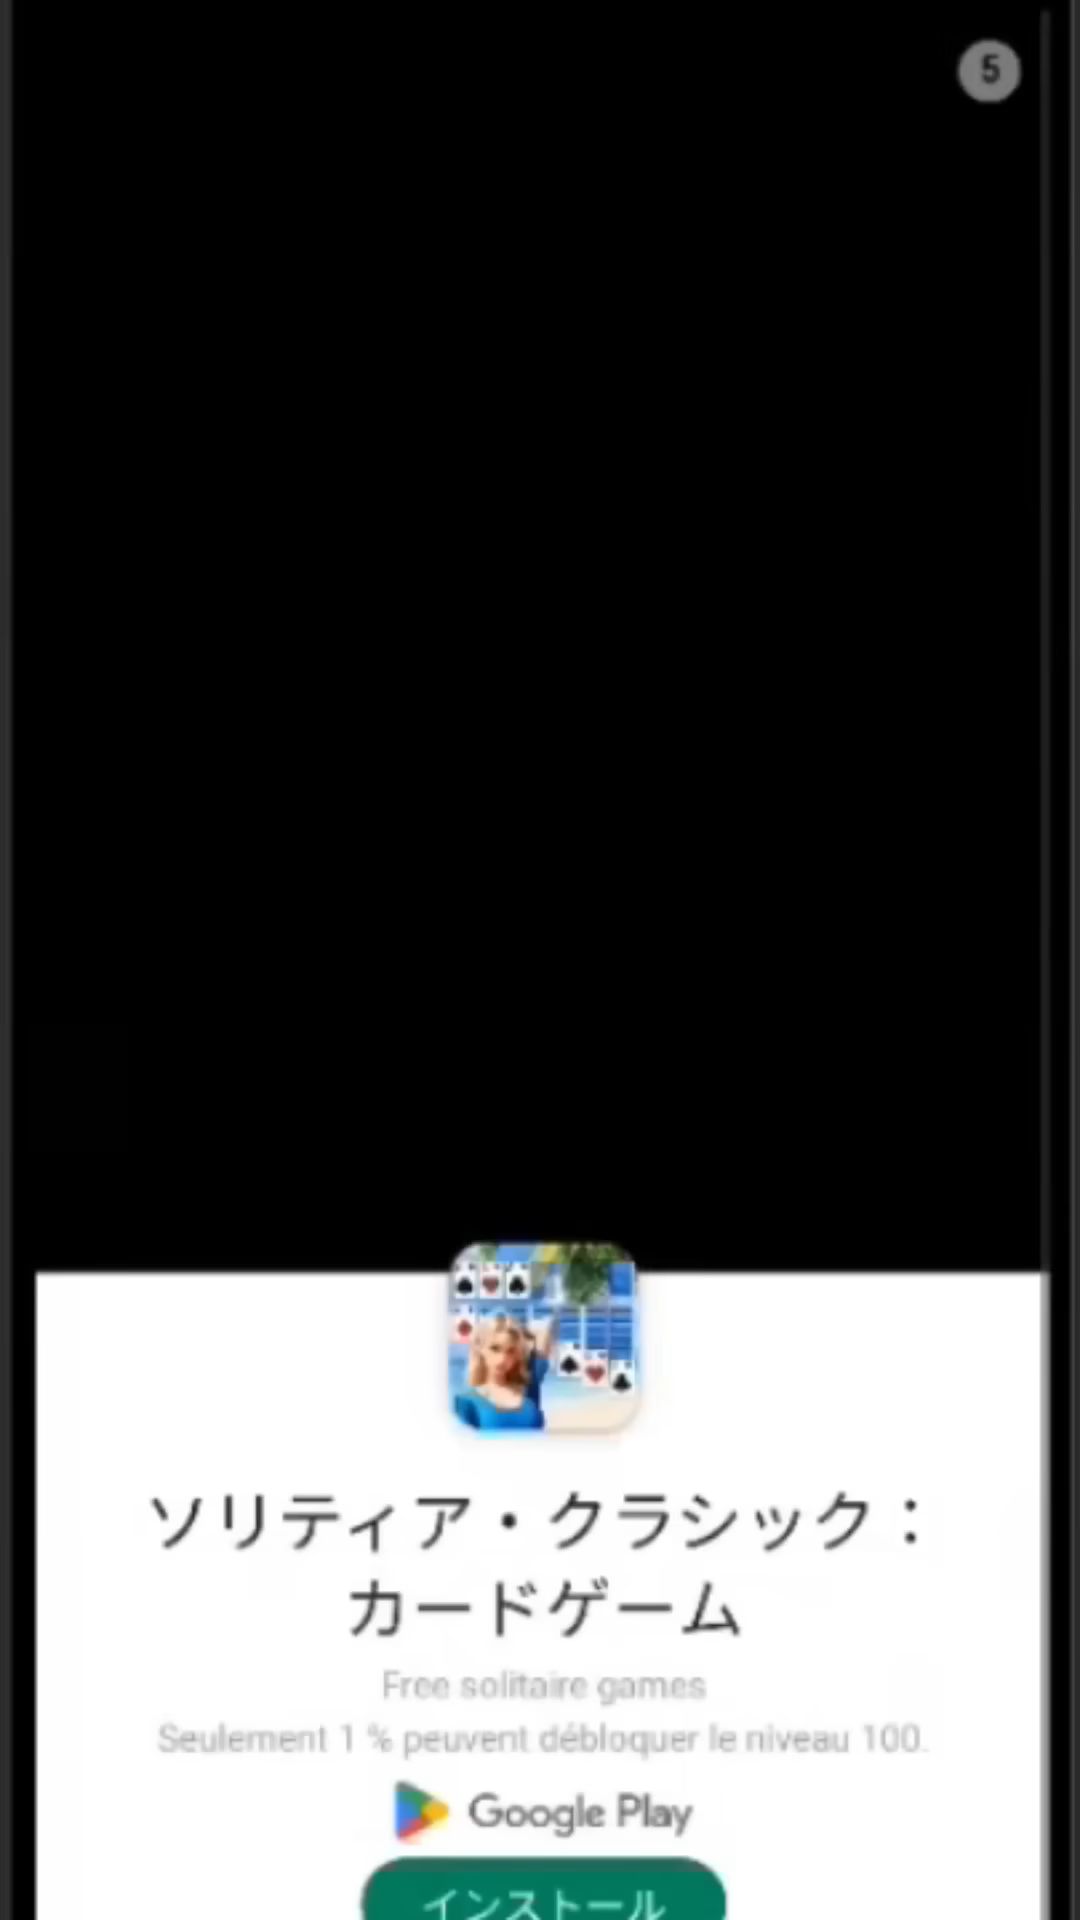 5
ソリティア・クラシック：
カードゲーム
Free solitaire games
Seulement 1 % peuvent débloquer le niveau 100.
Google Play
インストール